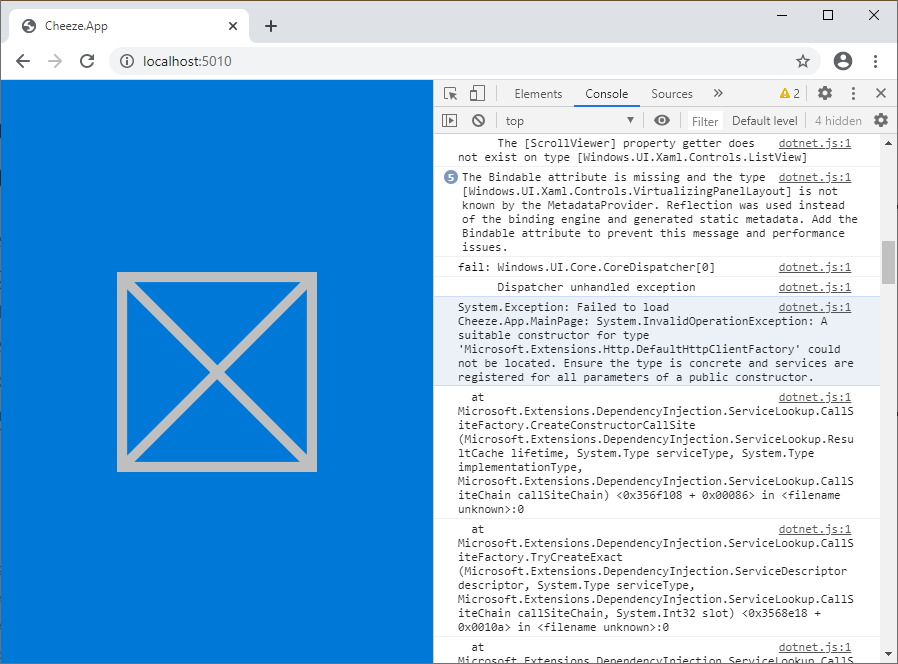 Cheeze.App
localhost:5010
Elements Console Sources 2
top Filter Default level 4 hidden
The [ScrollViewer] property getter does dotnet.js:1
not exist on type [Windows.UI.Xaml.Controls.ListView]
5 The Bindable attribute is missing and the type dotnet.js:1
[Windows.UI.Xaml.Controls.VirtualizingPanelLayout] is not
known by the MetadataProvider. Reflection was used instead
of the binding engine and generated static metadata. Add the
Bindable attribute to prevent this message and performance
issues.
fail: Windows.UI.Core.CoreDispatcher[0] dotnet.js:1
Dispatcher unhandled exception dotnet.js:1
System.Exception: Failed to load dotnet.js:1
Cheeze.App.MainPage: System.InvalidOperationException: A
suitable constructor for type
'Microsoft.Extensions.Http.DefaultHttpClientFactory' could
not be located. Ensure the type is concrete and services are
registered for all parameters of a public constructor.
at dotnet.js:1
Microsoft.Extensions.DependencyInjection.ServiceLookup.CallS
iteFactory.CreateConstructorCallSite
(Microsoft.Extensions.DependencyInjection.ServiceLookup.Resu
ltCache lifetime, System.Type serviceType, System.Type
implementationType,
Microsoft.Extensions.DependencyInjection.ServiceLookup.CallS
iteChain callSiteChain) <0x356f108 + 0x00086> in <filename
unknown>:0
at dotnet.js:1
Microsoft.Extensions.DependencyInjection.ServiceLookup.CallS
iteFactory.TryCreateExact
(Microsoft.Extensions.DependencyInjection.ServiceDescriptor
descriptor, System.Type serviceType,
Microsoft.Extensions.DependencyInjection.ServiceLookup.CallS
iteChain callSiteChain, System.Int32 slot) <0x3568e18 +
0x0010a> in <filename unknown>:0
at dotnet.js:1
Microsoft.Extensions.DependencyInjection.ServiceLookup.CallS